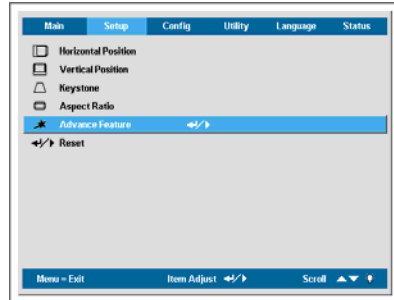 Main Setup Config Utility Language Status
Horizontal Position
Vertical Position
Keystone
Aspect Ratio
Advance Feature
Reset
Menu = Exit Item Adjust Scroll